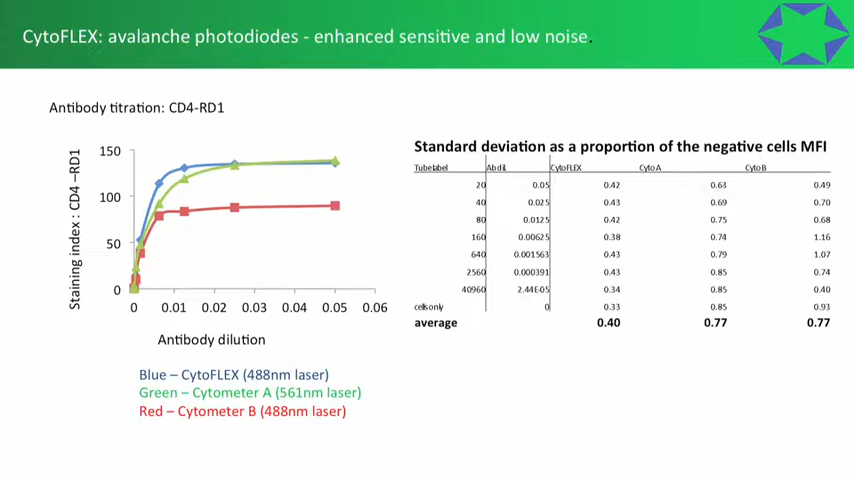 CytoFLEX: avalanche photodiodes - enhanced sensitive and low noise.
Antibody titration: CD4-RD1
Staining index : CD4 –RD1
150
100
50
0
0 0.01 0.02 0.03 0.04 0.05 0.06
Antibody dilution
Blue – CytoFLEX (488nm laser)
Green – Cytometer A (561nm laser)
Red – Cytometer B (488nm laser)
Standard deviation as a proportion of the negative cells MFI
Tube label Ab dil. CytoFLEX Cyto A Cyto B
20 0.05 0.42 0.63 0.49
40 0.025 0.43 0.69 0.70
80 0.0125 0.42 0.75 0.68
160 0.00625 0.38 0.74 1.16
640 0.001563 0.43 0.79 1.07
2560 0.000391 0.43 0.85 0.74
40960 2.44E-05 0.34 0.85 0.40
cells only 0 0.33 0.85 0.93
average 0.40 0.77 0.77